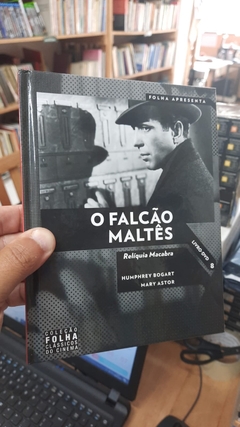 FOLHA APRESENTA
O FALCÃO
MALTÊS
Relíquia Macabra
HUMPHREY BOGART
MARY ASTOR
LIVRO DVD
COLEÇÃO
FOLHA
CLÁSSICOS
DO CINEMA